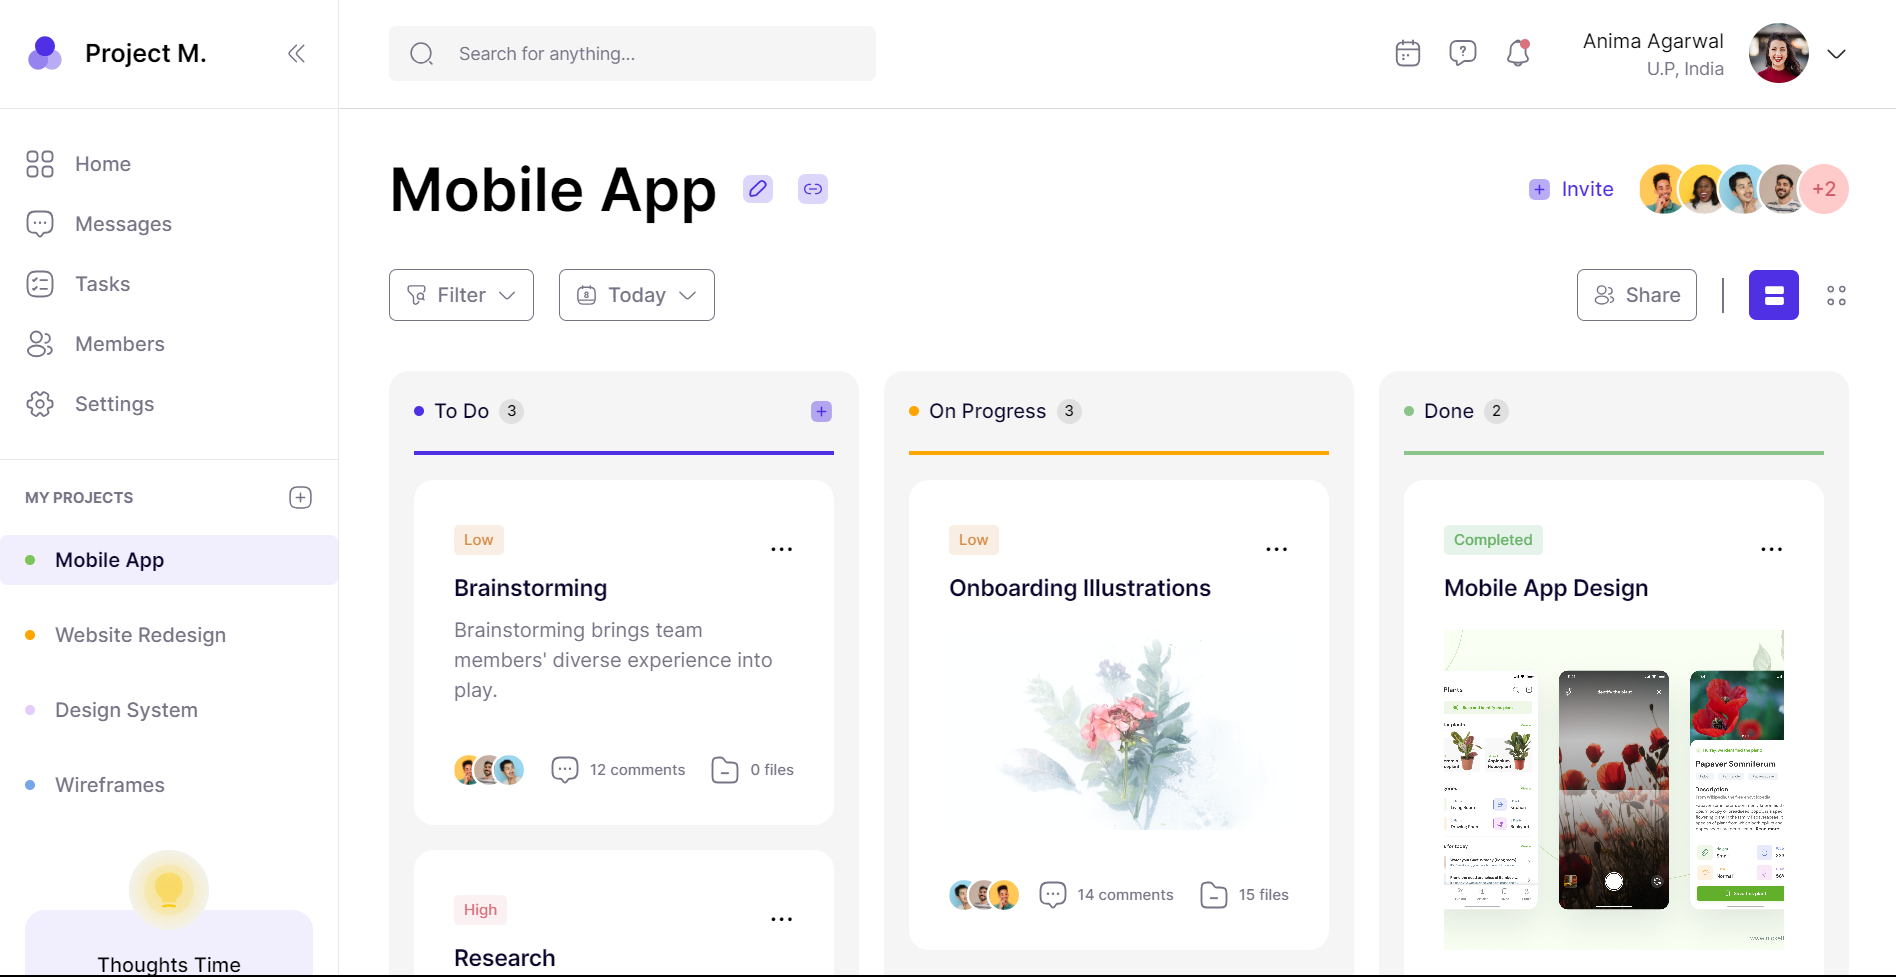 Project M.
Search for anything...
Anima Agarwal
U.P, India
Home
Messages
Tasks
Members
Settings
MY PROJECTS
Mobile App
Website Redesign
Design System
Wireframes
Thoughts Time
Mobile App
Invite
+2
Filter
8
Today
Share
To Do 3
Low
Brainstorming
Brainstorming brings team
members' diverse experience into
play.
12 comments
0 files
High
Research
On Progress 3
Low
Onboarding Illustrations
14 comments
15 files
Done 2
Completed
Mobile App Design
Plants
Papaver Somniferum
Description